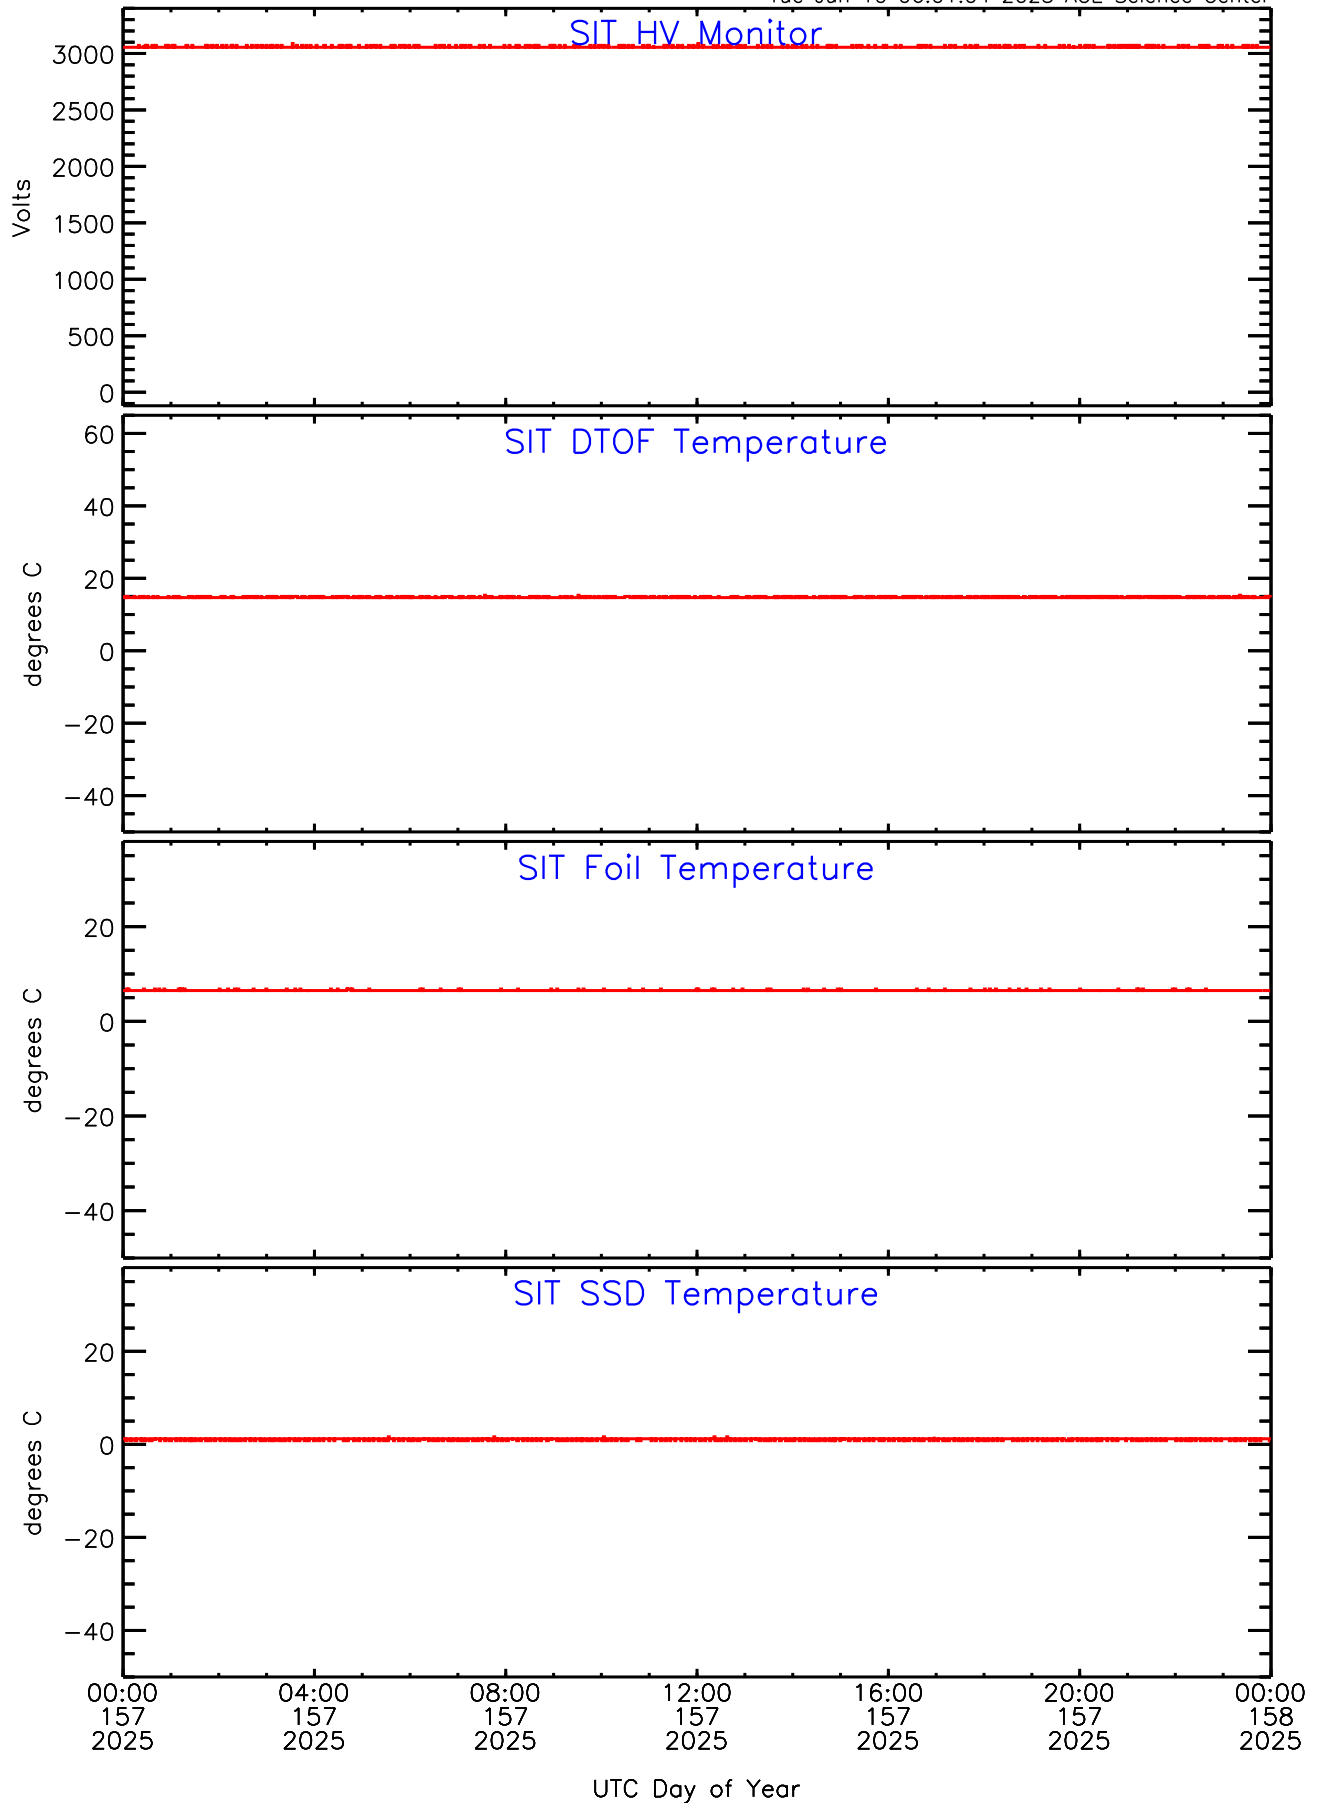 SIT HV Monitor
3000
2500
2000
1500
1000
500
0
Volts
SIT DTOF Temperature
60
40
20
0
−20
−40
degrees C
SIT Foil Temperature
20
0
−20
−40
degrees C
SIT SSD Temperature
20
0
−20
−40
degrees C
00:00 04:00 08:00 12:00 16:00 20:00 00:00
157 157 157 157 157 157 158
2025 2025 2025 2025 2025 2025 2025
UTC Day of Year